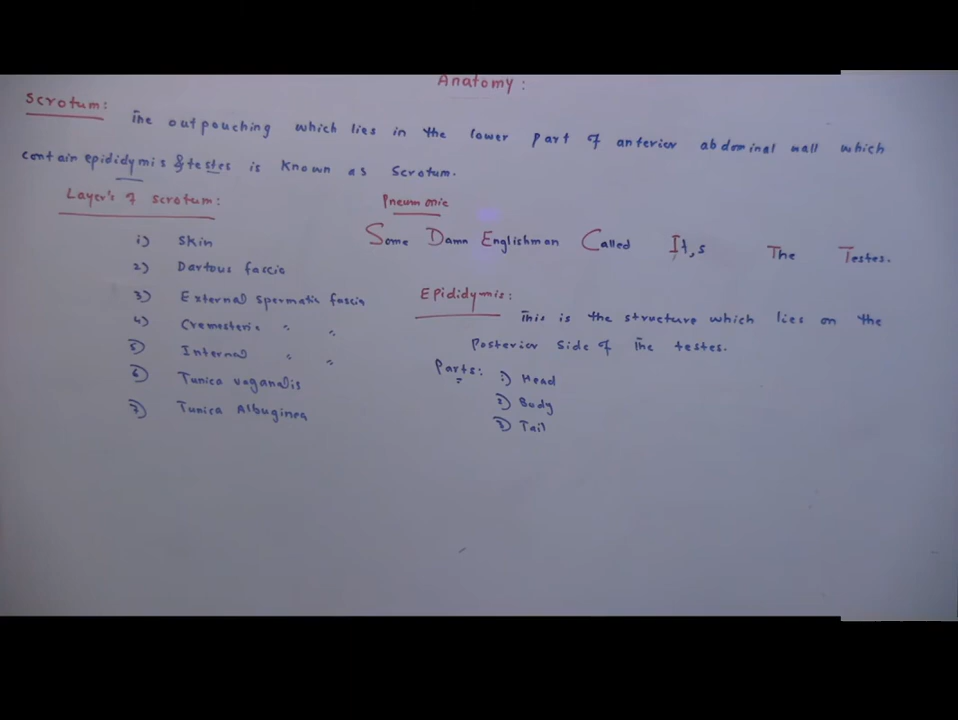 Anatomy:
Scrotum: The outpouching which lies in the lower part of anterior abdominal wall which
contain epididymis & testes is known as scrotum.
Layer's of scrotum:
1) Skin
2) Dartous fascia
3) External spermatic fascia
4) Cremasteric " "
5) Internal " "
6) Tunica vaganalis
7) Tunica Albuginea
Pneumonic
Some Damn Englishman Called It,s The Testes.
Epididymis: This is the structure which lies on the
Posterior side of the testes.
Parts: 1) Head
2) Body
3) Tail